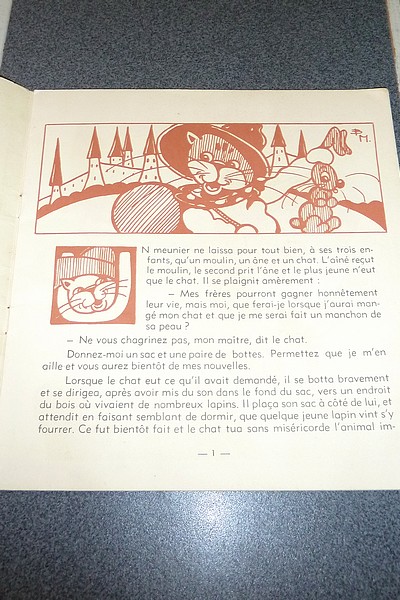 PM.
UN meunier ne laissa pour tout bien, à ses trois en-
fants, qu'un moulin, un âne et un chat. L'aîné reçut
le moulin, le second prit l'âne et le plus jeune n'eut
que le chat. Il se plaignit amèrement :
— Mes frères pourront gagner honnêtement
leur vie, mais moi, que ferai-je lorsque j'aurai man-
gé mon chat et que je me serai fait un manchon de
sa peau ?
— Ne vous chagrinez pas, mon maître, dit le chat.
Donnez-moi un sac et une paire de bottes. Permettez que je m'en
aille et vous aurez bientôt de mes nouvelles.
Lorsque le chat eut ce qu'il avait demandé, il se botta bravement
et se dirigea, après avoir mis du son dans le fond du sac, vers un endroit
du bois où vivaient de nombreux lapins. Il plaça son sac à côté de lui, et
attendit en faisant semblant de dormir, que quelque jeune lapin vint s'y
fourrer. Ce fut bientôt fait et le chat tua sans miséricorde l'animal im-
— 1 —